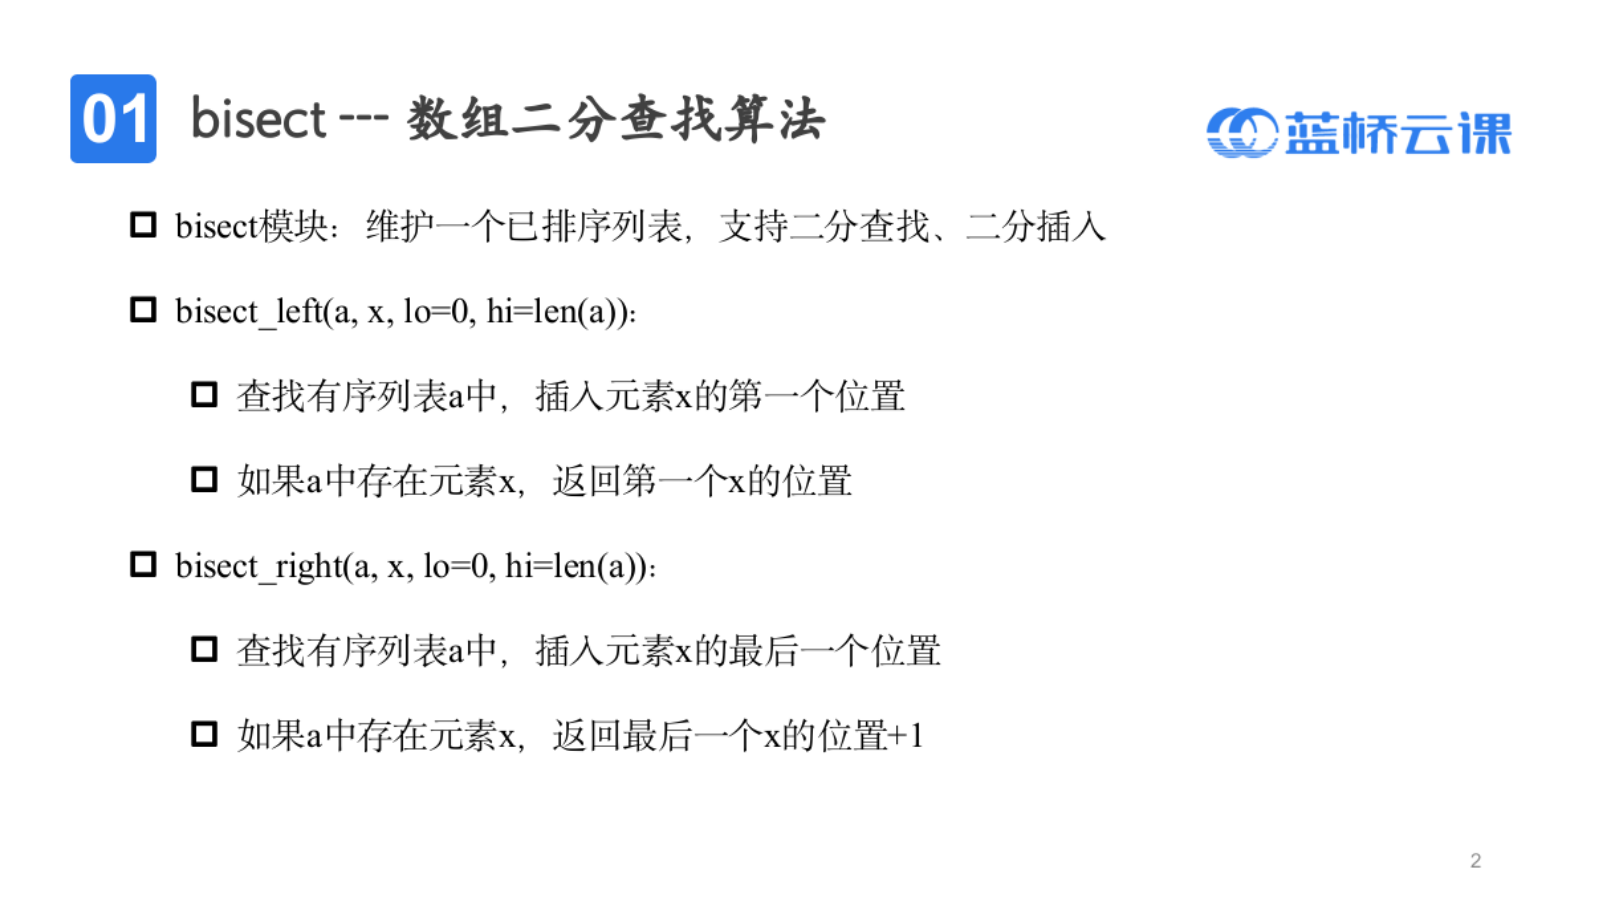 01 bisect --- 数组二分查找算法
蓝桥云课
bisect模块：维护一个已排序列表，支持二分查找、二分插入
bisect_left(a, x, lo=0, hi=len(a))：
查找有序列表a中，插入元素x的第一个位置
如果a中存在元素x，返回第一个x的位置
bisect_right(a, x, lo=0, hi=len(a))：
查找有序列表a中，插入元素x的最后一个位置
如果a中存在元素x，返回最后一个x的位置+1
2